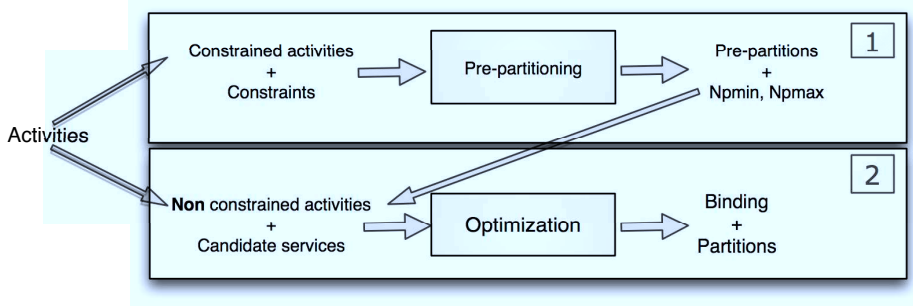 Activities
1
Constrained activities
+
Constraints
Pre-partitioning
Pre-partitions
+
Npmin, Npmax
2
Non constrained activities
+
Candidate services
Optimization
Binding
+
Partitions